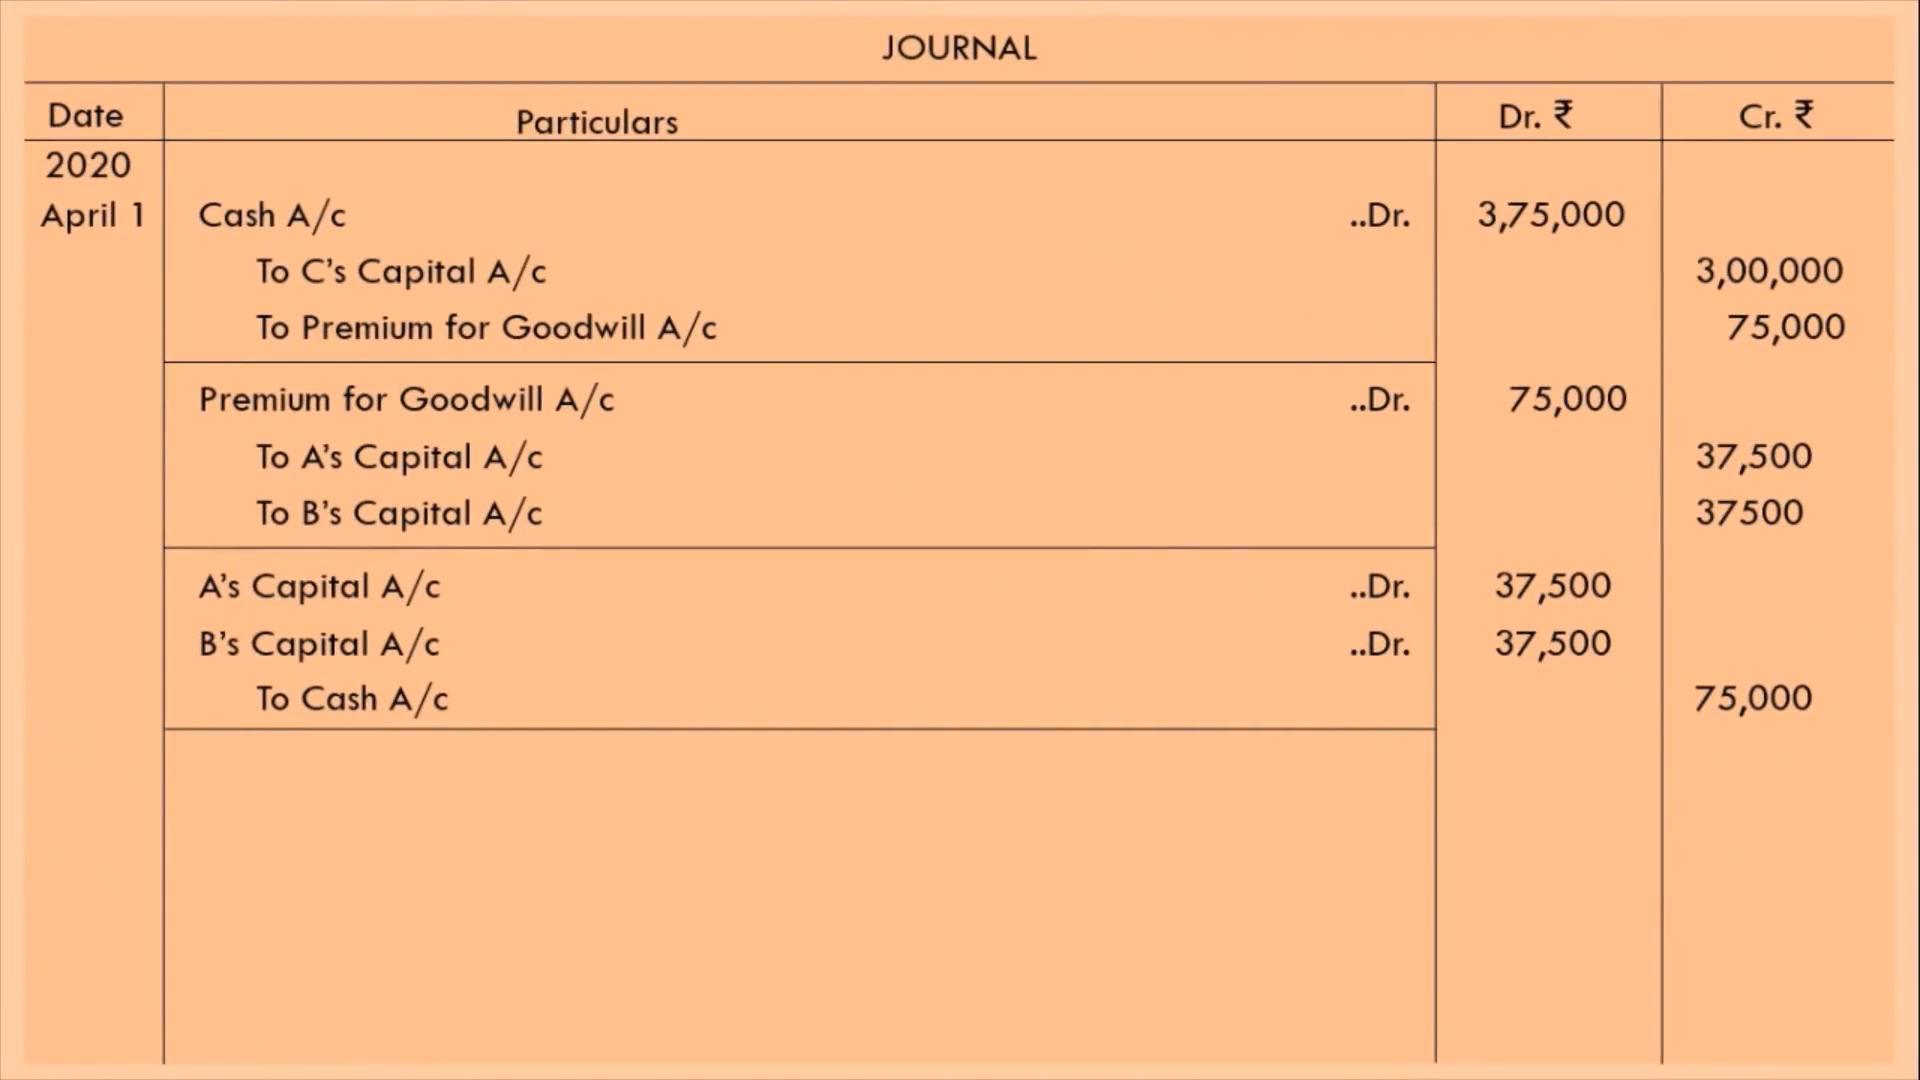 JOURNAL
Date Particulars Dr. ₹ Cr. ₹
2020
April 1 Cash A/c ..Dr. 3,75,000
To C's Capital A/c 3,00,000
To Premium for Goodwill A/c 75,000
Premium for Goodwill A/c ..Dr. 75,000
To A's Capital A/c 37,500
To B's Capital A/c 37500
A's Capital A/c ..Dr. 37,500
B's Capital A/c ..Dr. 37,500
To Cash A/c 75,000